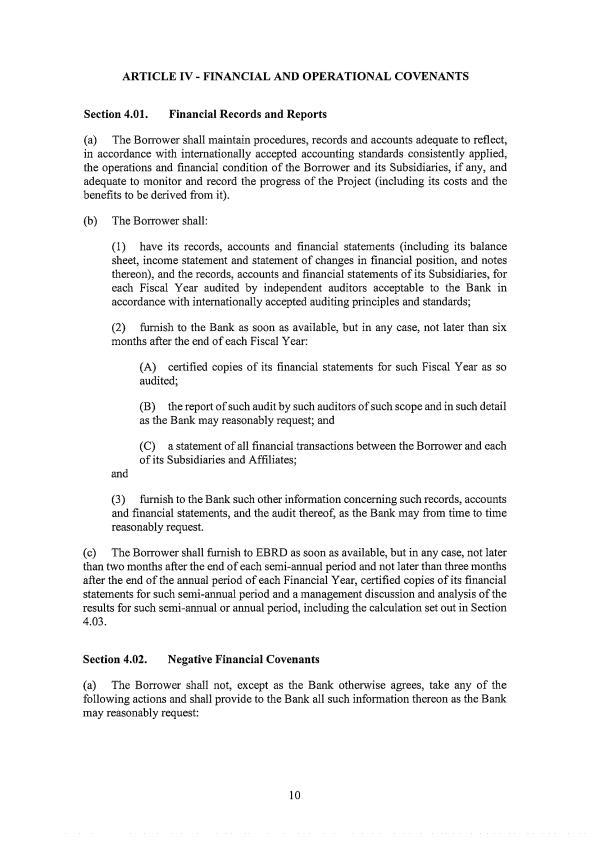 ARTICLE IV - FINANCIAL AND OPERATIONAL COVENANTS
Section 4.01. Financial Records and Reports
(a) The Borrower shall maintain procedures, records and accounts adequate to reflect,
in accordance with internationally accepted accounting standards consistently applied,
the operations and financial condition of the Borrower and its Subsidiaries, if any, and
adequate to monitor and record the progress of the Project (including its costs and the
benefits to be derived from it).
(b) The Borrower shall:
(1) have its records, accounts and financial statements (including its balance
sheet, income statement and statement of changes in financial position, and notes
thereon), and the records, accounts and financial statements of its Subsidiaries, for
each Fiscal Year audited by independent auditors acceptable to the Bank in
accordance with internationally accepted auditing principles and standards;
(2) furnish to the Bank as soon as available, but in any case, not later than six
months after the end of each Fiscal Year:
(A) certified copies of its financial statements for such Fiscal Year as so
audited;
(B) the report of such audit by such auditors of such scope and in such detail
as the Bank may reasonably request; and
(C) a statement of all financial transactions between the Borrower and each
of its Subsidiaries and Affiliates;
and
(3) furnish to the Bank such other information concerning such records, accounts
and financial statements, and the audit thereof, as the Bank may from time to time
reasonably request.
(c) The Borrower shall furnish to EBRD as soon as available, but in any case, not later
than two months after the end of each semi-annual period and not later than three months
after the end of the annual period of each Financial Year, certified copies of its financial
statements for such semi-annual period and a management discussion and analysis of the
results for such semi-annual or annual period, including the calculation set out in Section
4.03.
Section 4.02. Negative Financial Covenants
(a) The Borrower shall not, except as the Bank otherwise agrees, take any of the
following actions and shall provide to the Bank all such information thereon as the Bank
may reasonably request:
10